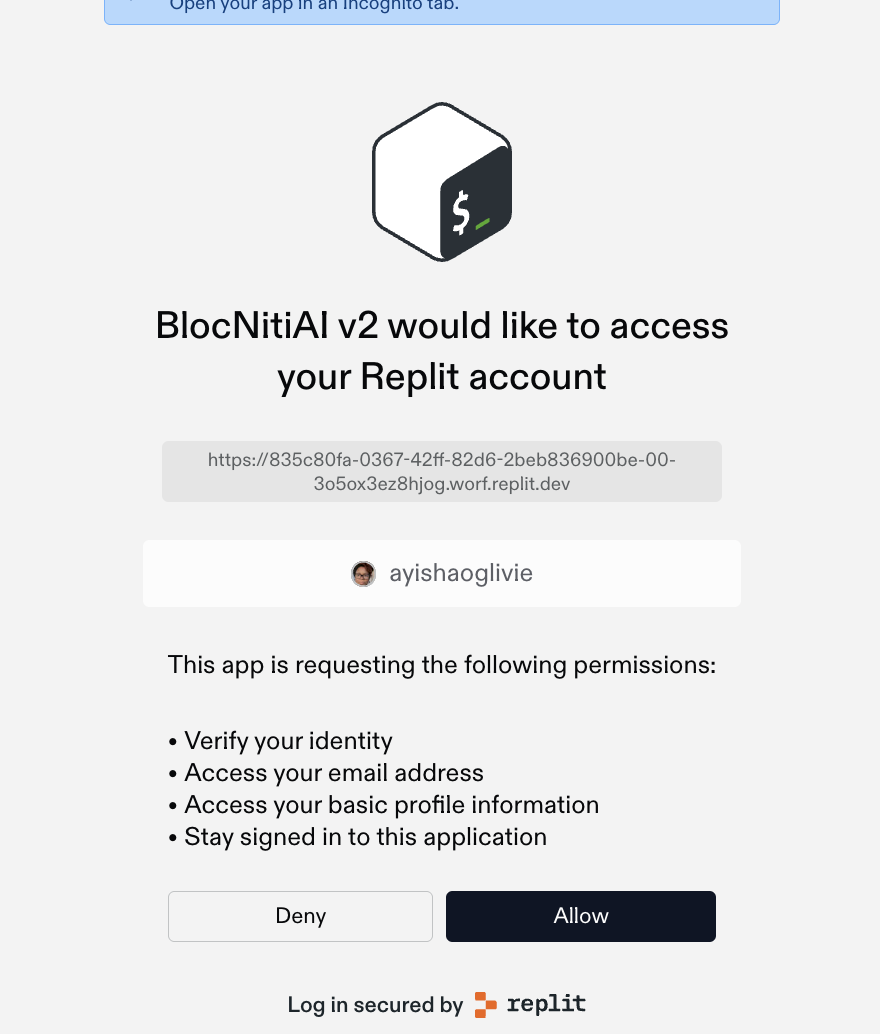 Open your app in an Incognito tab.
$_
BlocNitiAI v2 would like to access
your Replit account
https://835c80fa-0367-42ff-82d6-2beb836900be-00-
3o5ox3ez8hjog.worf.replit.dev
ayishaoglivie
This app is requesting the following permissions:
• Verify your identity
• Access your email address
• Access your basic profile information
• Stay signed in to this application
Deny
Allow
Log in secured by replit